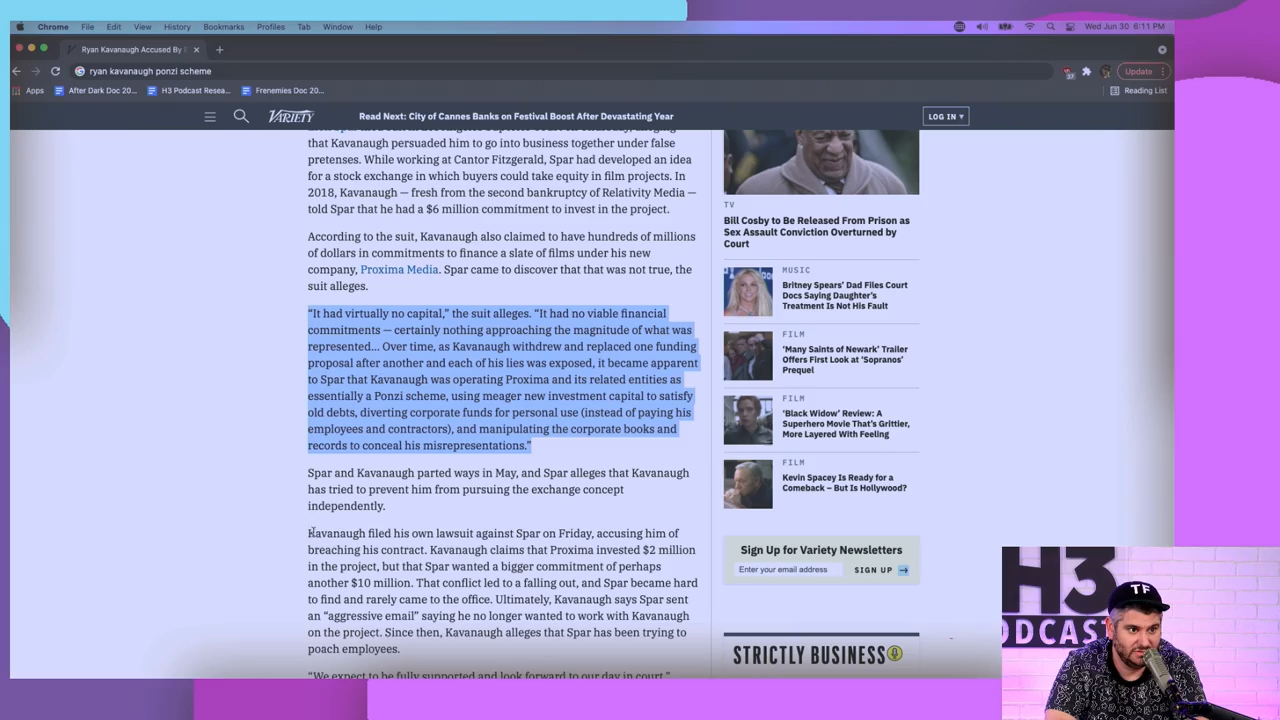 Chrome File Edit View History Bookmarks Profiles Tab Window Help Wed Jun 30 6:11 PM
Ryan Kavanaugh Accused By
ryan kavanaugh ponzi scheme
Update
Apps After Dark Doc 20... H3 Podcast Resea... Frenemies Doc 20... Reading List
VARIETY
Read Next: City of Cannes Banks on Festival Boost After Devastating Year
LOG IN
that Kavanaugh persuaded him to go into business together under false
pretenses. While working at Cantor Fitzgerald, Spar had developed an idea
for a stock exchange in which buyers could take equity in film projects. In
2018, Kavanaugh — fresh from the second bankruptcy of Relativity Media —
told Spar that he had a $6 million commitment to invest in the project.
According to the suit, Kavanaugh also claimed to have hundreds of millions
of dollars in commitments to finance a slate of films under his new
company, Proxima Media. Spar came to discover that that was not true, the
suit alleges.
“It had virtually no capital,” the suit alleges. “It had no viable financial
commitments — certainly nothing approaching the magnitude of what was
represented… Over time, as Kavanaugh withdrew and replaced one funding
proposal after another and each of his lies was exposed, it became apparent
to Spar that Kavanaugh was operating Proxima and its related entities as
essentially a Ponzi scheme, using meager new investment capital to satisfy
old debts, diverting corporate funds for personal use (instead of paying his
employees and contractors), and manipulating the corporate books and
records to conceal his misrepresentations.”
Spar and Kavanaugh parted ways in May, and Spar alleges that Kavanaugh
has tried to prevent him from pursuing the exchange concept
independently.
Kavanaugh filed his own lawsuit against Spar on Friday, accusing him of
breaching his contract. Kavanaugh claims that Proxima invested $2 million
in the project, but that Spar wanted a bigger commitment of perhaps
another $10 million. That conflict led to a falling out, and Spar became hard
to find and rarely came to the office. Ultimately, Kavanaugh says Spar sent
an “aggressive email” saying he no longer wanted to work with Kavanaugh
on the project. Since then, Kavanaugh alleges that Spar has been trying to
poach employees.
“We expect to be fully supported and look forward to our day in court.”
TV
Bill Cosby to Be Released From Prison as
Sex Assault Conviction Overturned by
Court
MUSIC
Britney Spears’ Dad Files Court
Docs Saying Daughter’s
Treatment Is Not His Fault
FILM
‘Many Saints of Newark’ Trailer
Offers First Look at ‘Sopranos’
Prequel
FILM
‘Black Widow’ Review: A
Superhero Movie That’s Grittier,
More Layered With Feeling
FILM
Kevin Spacey Is Ready for a
Comeback – But Is Hollywood?
Sign Up for Variety Newsletters
Enter your email address SIGN UP
STRICTLY BUSINESS
H3
PODCAST
TF